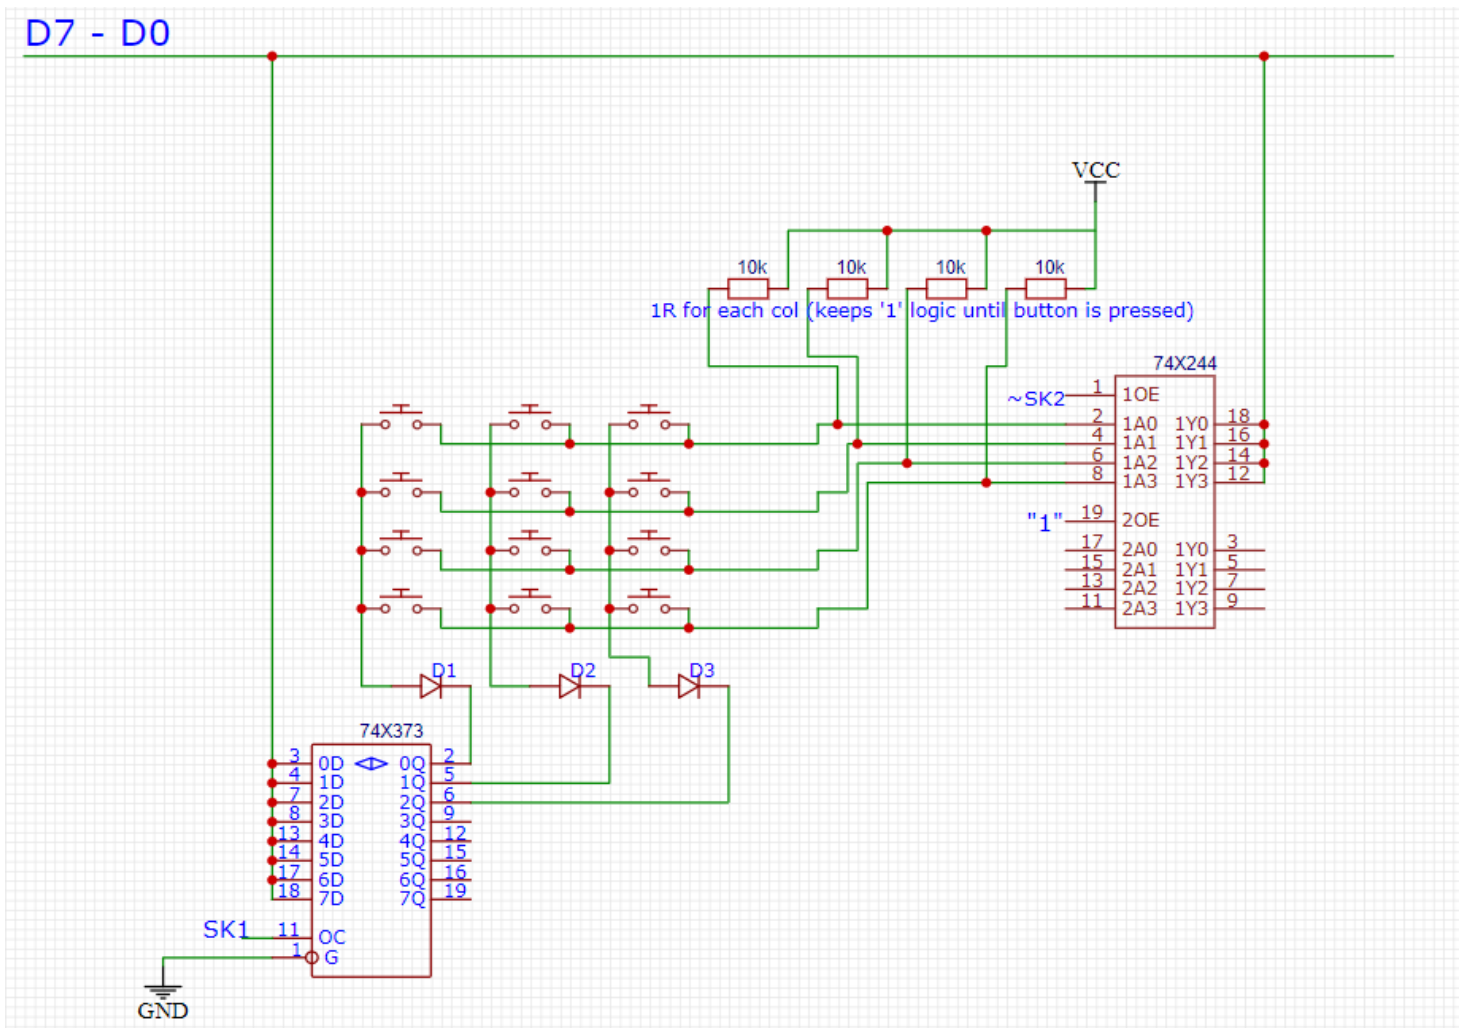 D7 - D0
VCC
10k 10k 10k 10k
1R for each col (keeps '1' logic until button is pressed)
74X244
~SK2 1 1OE
2 1A0 1Y0 18
4 1A1 1Y1 16
6 1A2 1Y2 14
8 1A3 1Y3 12
"1" 19 2OE
17 2A0 1Y0 3
15 2A1 1Y1 5
13 2A2 1Y2 7
11 2A3 1Y3 9
D1 D2 D3
74X373
3 0D 0Q 2
4 1D 1Q 5
7 2D 2Q 6
8 3D 3Q 9
13 4D 4Q 12
14 5D 5Q 15
17 6D 6Q 16
18 7D 7Q 19
SK1 11 OC
1 G
GND